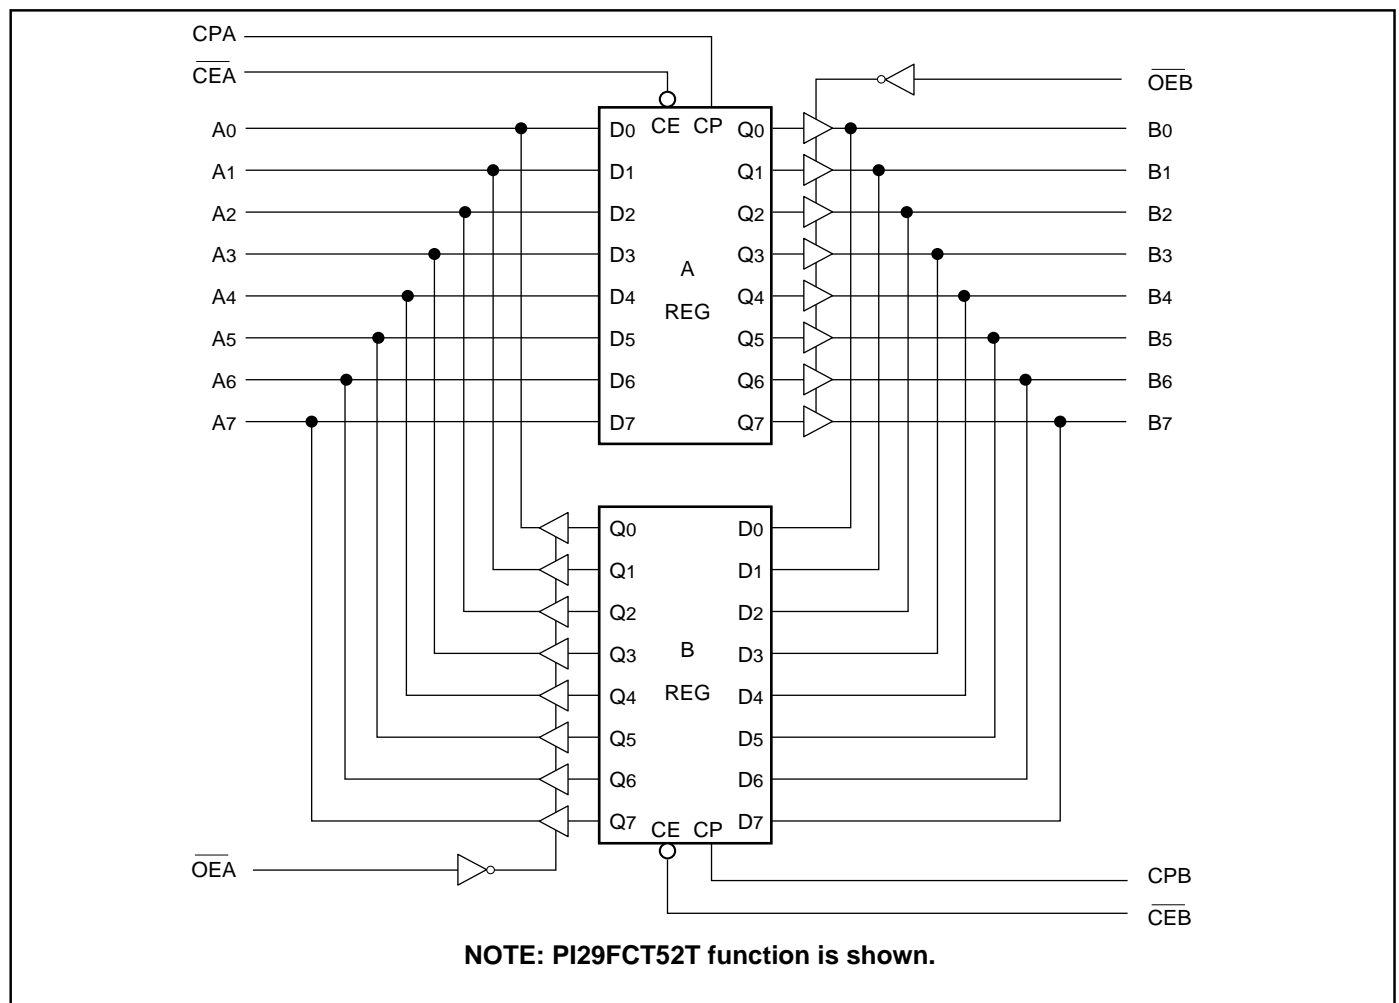 CPA
CEA
OEB
CE CP
A0 D0 Q0 B0
A1 D1 Q1 B1
A2 D2 Q2 B2
A3 D3 Q3 B3
A
A4 D4 Q4 B4
REG
A5 D5 Q5 B5
A6 D6 Q6 B6
A7 D7 Q7 B7
Q0 D0
Q1 D1
Q2 D2
Q3 D3
B
Q4 D4
REG
Q5 D5
Q6 D6
Q7 D7
CE CP
OEA
CPB
CEB
NOTE: PI29FCT52T function is shown.